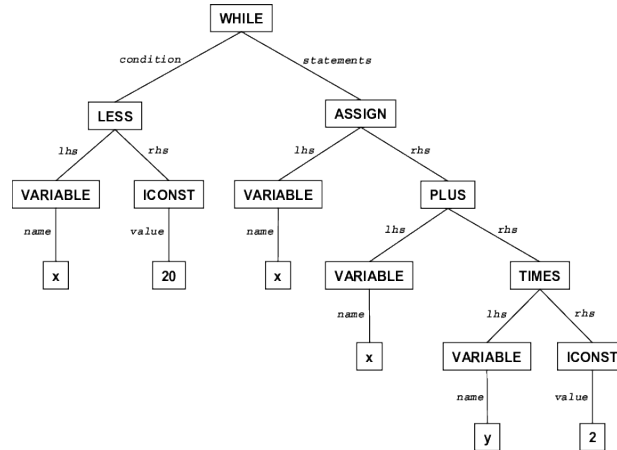 WHILE
condition statements
LESS ASSIGN
lhs rhs lhs rhs
VARIABLE ICONST VARIABLE PLUS
name value name lhs rhs
x 20 x VARIABLE TIMES
name lhs rhs
x VARIABLE ICONST
name value
y 2